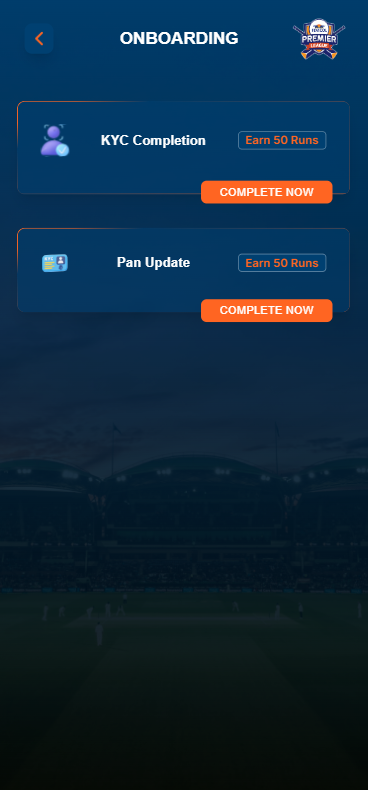 ONBOARDING
PREMIER
LEAGUE
KYC Completion
Earn 50 Runs
COMPLETE NOW
KYC
Pan Update
Earn 50 Runs
COMPLETE NOW